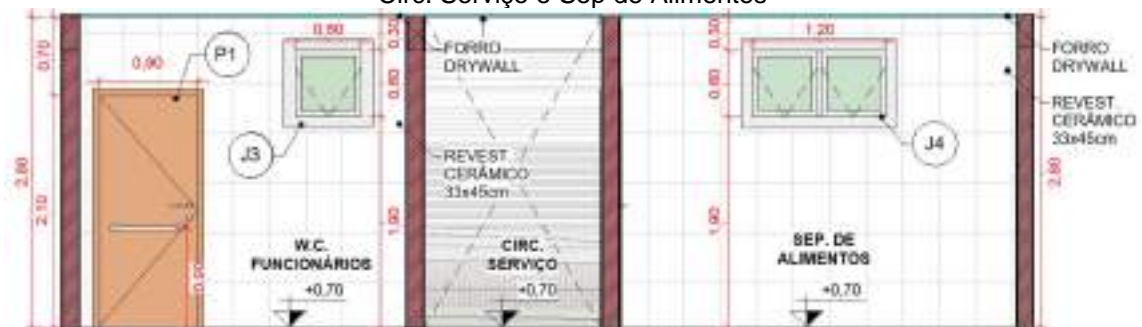 Circ. Serviço e Sep de Alimentos
0,70
0,90
P1
0,60
0,30
0,60
FORRO
DRYWALL
J3
REVEST.
CERÂMICO
33x45cm
2,80
2,10
1,90
0,90
W.C.
FUNCIONÁRIOS
+0,70
CIRC.
SERVIÇO
+0,70
0,30
0,60
1,20
J4
1,90
SEP. DE
ALIMENTOS
+0,70
FORRO
DRYWALL
REVEST.
CERÂMICO
33x45cm
2,80